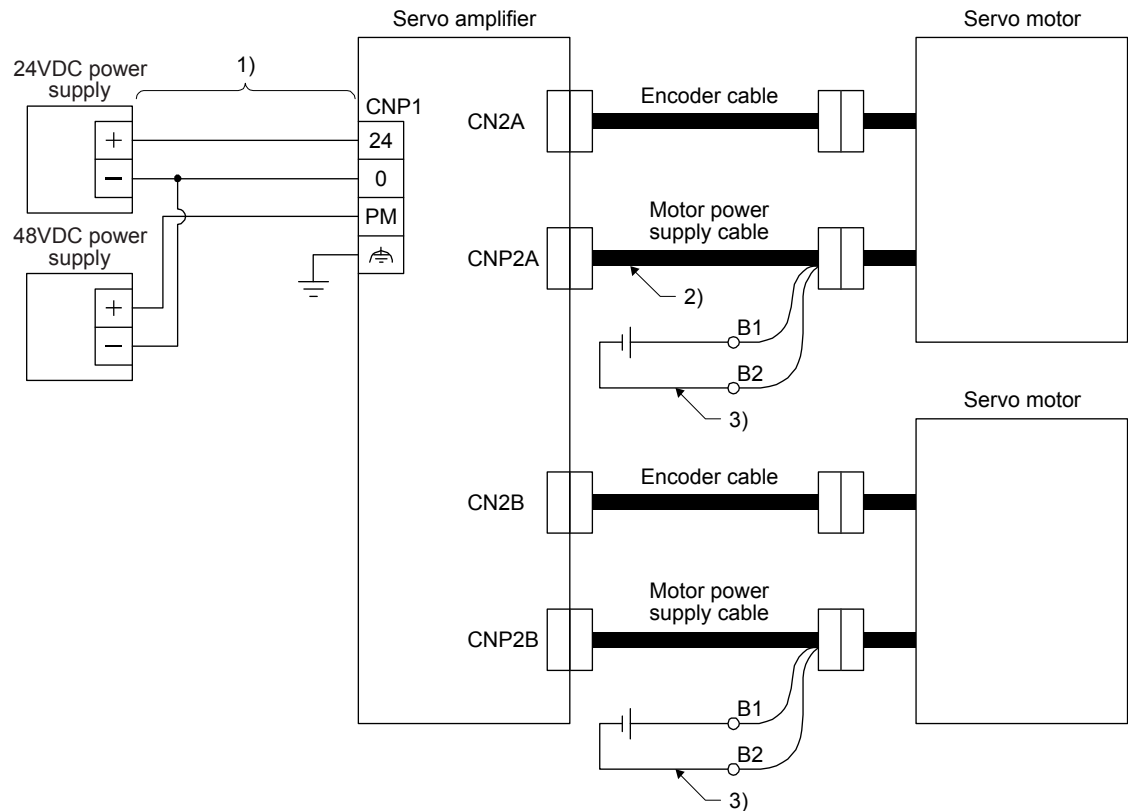 Servo amplifier
Servo motor
24VDC power
supply
1)
CNP1
+
24
−
0
PM
48VDC power
supply
+
−
CN2A
Encoder cable
Motor power
supply cable
CNP2A
2)
B1
B2
3)
Servo motor
CN2B
Encoder cable
Motor power
supply cable
CNP2B
B1
B2
3)